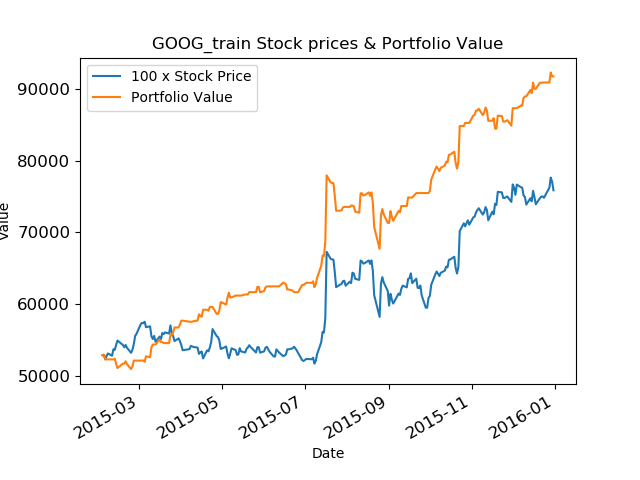 GOOG_train Stock prices & Portfolio Value
100 x Stock Price
Portfolio Value
90000
80000
70000
60000
50000
Value
2015-03
2015-05
2015-07
2015-09
2015-11
2016-01
Date